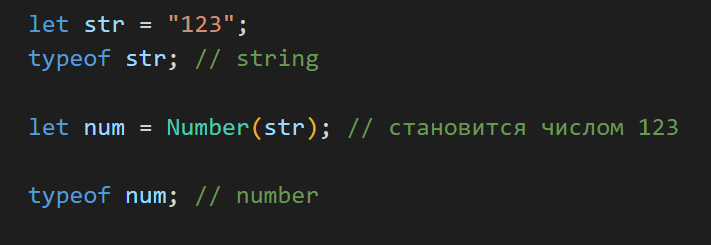 let str = "123";
typeof str; // string
let num = Number(str); // становится числом 123
typeof num; // number